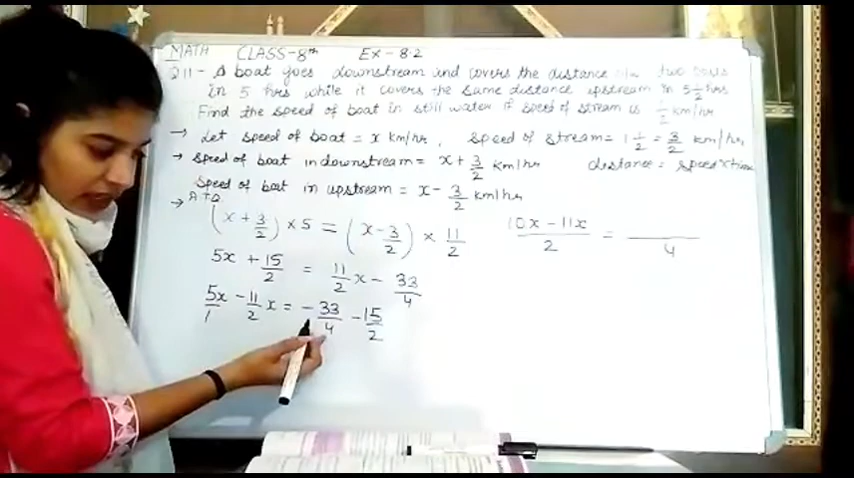 MATH CLASS-8th Ex-8.2
Q11- A boat goes downstream and covers the distance two
in 5 hrs while it covers the same distance upstream in 5 1/2 hrs
Find the speed of boat in still water if speed of stream is 1/2 km/hr
→ Let speed of boat = x km/hr, speed of stream = 1 1/2 = 3/2 km/hr,
→ speed of boat in downstream = x + 3/2 km/hr distance = speed × time
speed of boat in upstream = x - 3/2 km/hr
→ A.T.Q
(x + 3/2) × 5 = (x - 3/2) × 11/2
5x + 15/2 = 11/2 x - 33/4
5x/1 - 11/2 x = - 33/4 - 15/2
10x - 11x / 2 = / 4